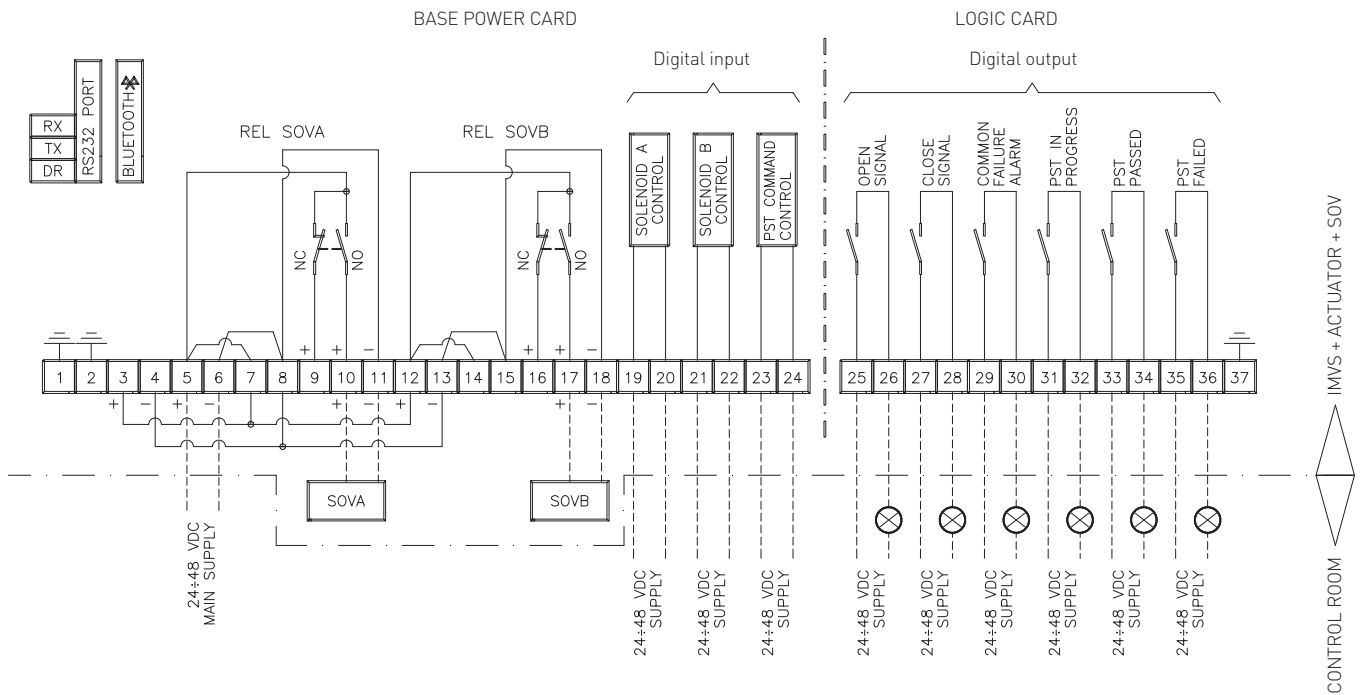 BASE POWER CARD
LOGIC CARD
Digital input
Digital output
RX
TX
DR
RS232 PORT
BLUETOOTH
REL SOVA
REL SOVB
NC
NO
NC
NO
SOLENOID A
CONTROL
SOLENOID B
CONTROL
PST COMMAND
CONTROL
OPEN
SIGNAL
CLOSE
SIGNAL
COMMON
FAILURE
ALARM
PST IN
PROGRESS
PST
PASSED
PST
FAILED
+ + − + + −
1 2 3 4 5 6 7 8 9 10 11 12 13 14 15 16 17 18 19 20 21 22 23 24 25 26 27 28 29 30 31 32 33 34 35 36 37
+ − + − + − + − + −
SOVA
SOVB
24÷48 VDC
MAIN SUPPLY
24÷48 VDC
SUPPLY
24÷48 VDC
SUPPLY
24÷48 VDC
SUPPLY
24÷48 VDC
SUPPLY
24÷48 VDC
SUPPLY
24÷48 VDC
SUPPLY
24÷48 VDC
SUPPLY
24÷48 VDC
SUPPLY
24÷48 VDC
SUPPLY
IMVS + ACTUATOR + SOV
CONTROL ROOM